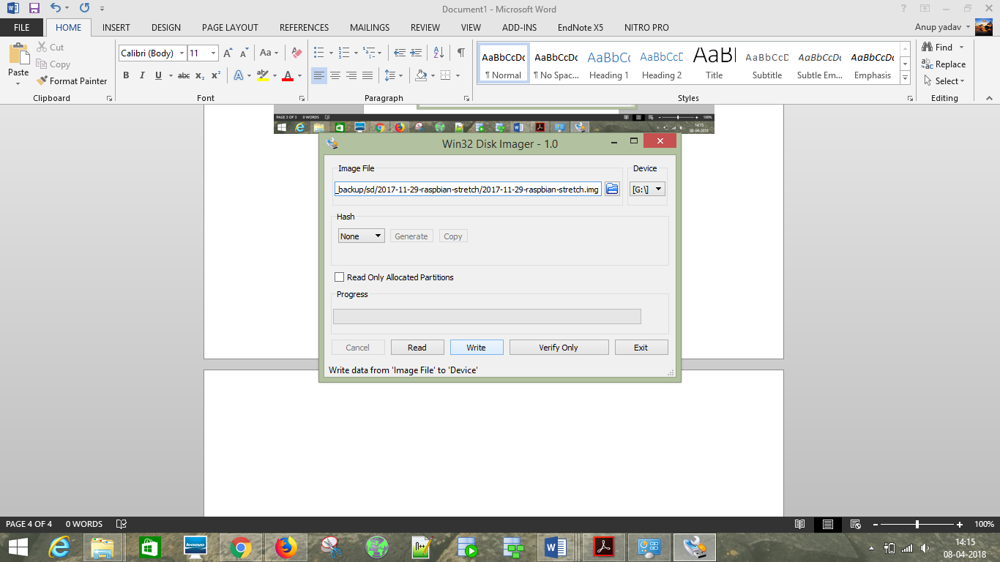 Document1 - Microsoft Word
FILE HOME INSERT DESIGN PAGE LAYOUT REFERENCES MAILINGS REVIEW VIEW ADD-INS EndNote X5 NITRO PRO Anup yadav
Paste
Cut
Copy
Format Painter
Clipboard
Calibri (Body) 11
B I U abc x₂ x²
Font
Paragraph
AaBbCcDc AaBbCcDc AaBbCc AaBbCcD AaB AaBbCcD AaBbCcDc AaBbCcDc
¶ Normal ¶ No Spac... Heading 1 Heading 2 Title Subtitle Subtle Em... Emphasis
Styles
Find
Replace
Select
Editing
PAGE 3 OF 3 0 WORDS 100%
14:15
08-04-2018
Win32 Disk Imager - 1.0
Image File
_backup/sd/2017-11-29-raspbian-stretch/2017-11-29-raspbian-stretch.img
Device
[G:\]
Hash
None Generate Copy
Read Only Allocated Partitions
Progress
Cancel Read Write Verify Only Exit
Write data from 'Image File' to 'Device'
PAGE 4 OF 4 0 WORDS 100%
lenovo
14:15
08-04-2018